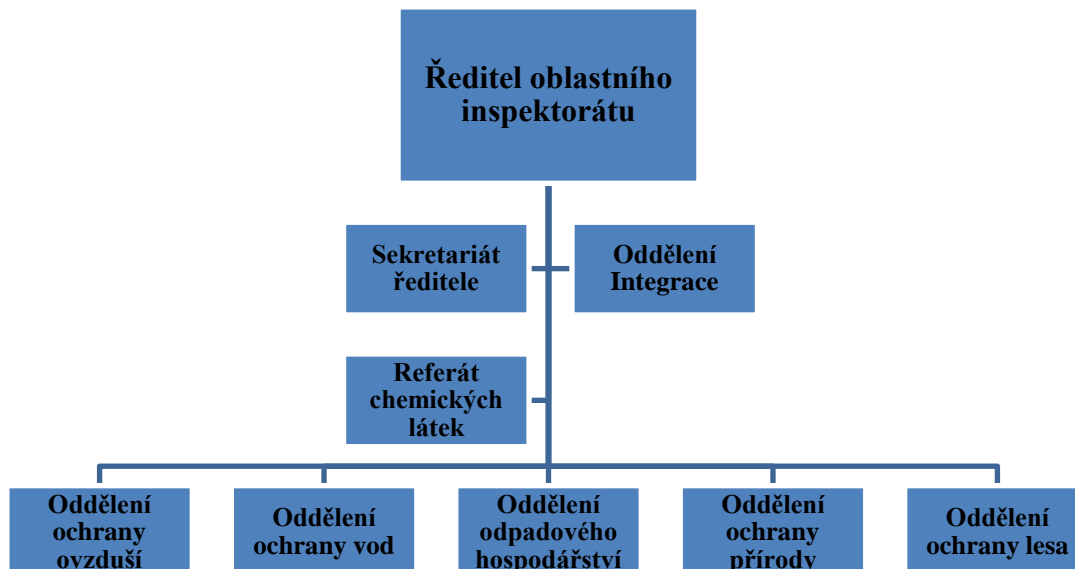 Ředitel oblastního
inspektorátu
Sekretariát
ředitele
Oddělení
Integrace
Referát
chemických
látek
Oddělení
ochrany
ovzduší
Oddělení
ochrany vod
Oddělení
odpadového
hospodářství
Oddělení
ochrany
přírody
Oddělení
ochrany lesa